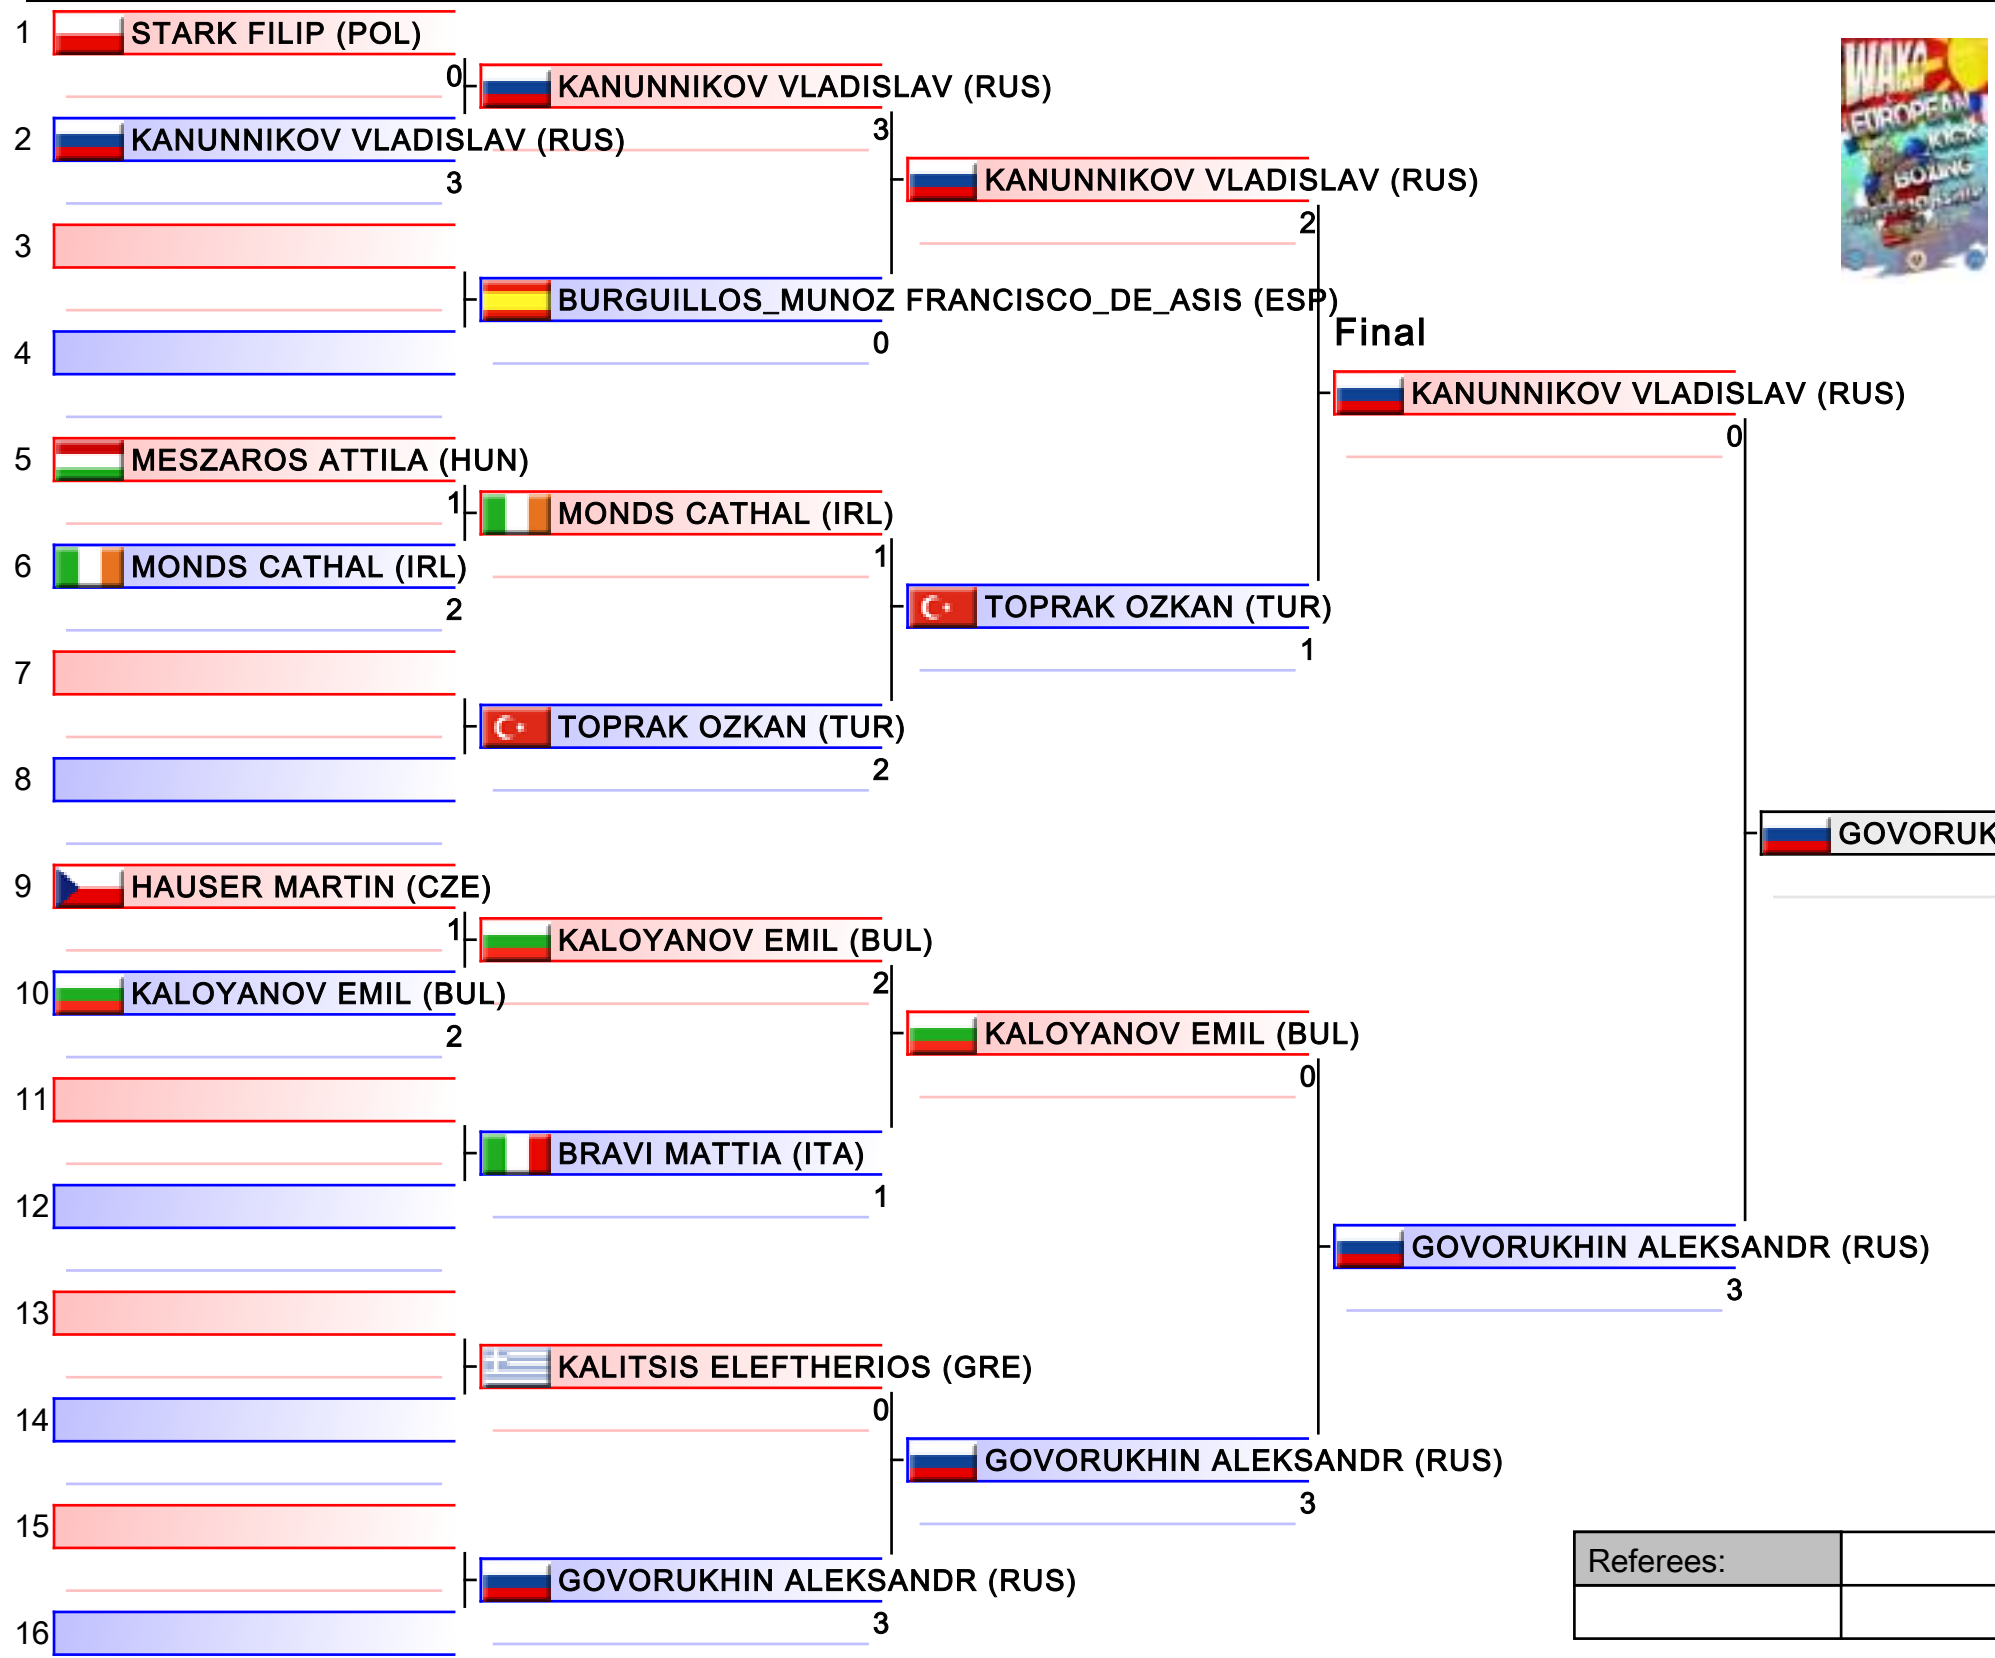 1 STARK FILIP (POL)
0
KANUNNIKOV VLADISLAV (RUS)
3
2 KANUNNIKOV VLADISLAV (RUS)
3
KANUNNIKOV VLADISLAV (RUS)
2
3
BURGUILLOS_MUNOZ FRANCISCO_DE_ASIS (ESP)
0
4
Final
KANUNNIKOV VLADISLAV (RUS)
0
5 MESZAROS ATTILA (HUN)
1
MONDS CATHAL (IRL)
1
6 MONDS CATHAL (IRL)
2
TOPRAK OZKAN (TUR)
1
7
TOPRAK OZKAN (TUR)
2
8
GOVORUK
9 HAUSER MARTIN (CZE)
1
KALOYANOV EMIL (BUL)
2
10 KALOYANOV EMIL (BUL)
2
KALOYANOV EMIL (BUL)
0
11
BRAVI MATTIA (ITA)
1
12
GOVORUKHIN ALEKSANDR (RUS)
3
13
KALITSIS ELEFTHERIOS (GRE)
0
14
GOVORUKHIN ALEKSANDR (RUS)
3
15
GOVORUKHIN ALEKSANDR (RUS)
3
16
Referees:
WAKO
EUROPEAN
KICK
BOXING